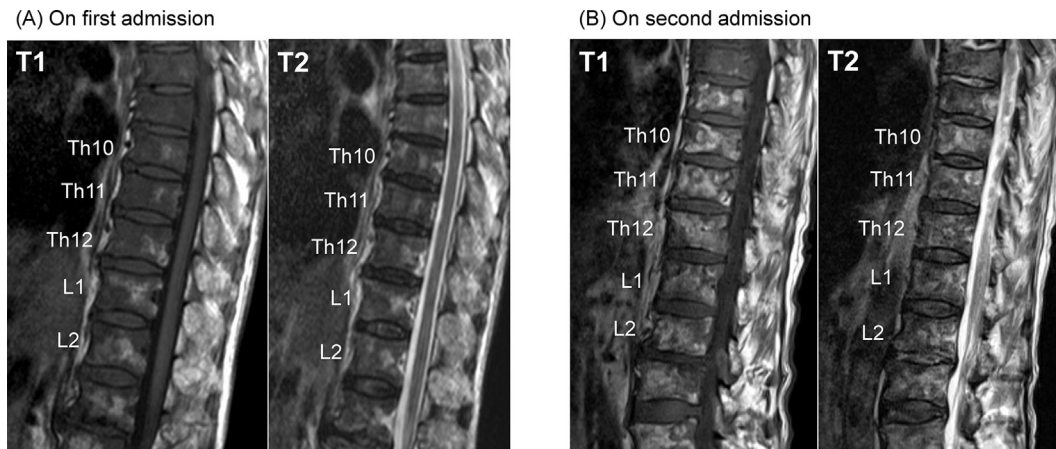 (A) On first admission
(B) On second admission
T1
T2
T1
T2
Th10
Th11
Th12
L1
L2
Th10
Th11
Th12
L1
L2
Th10
Th11
Th12
L1
L2
Th10
Th11
Th12
L1
L2